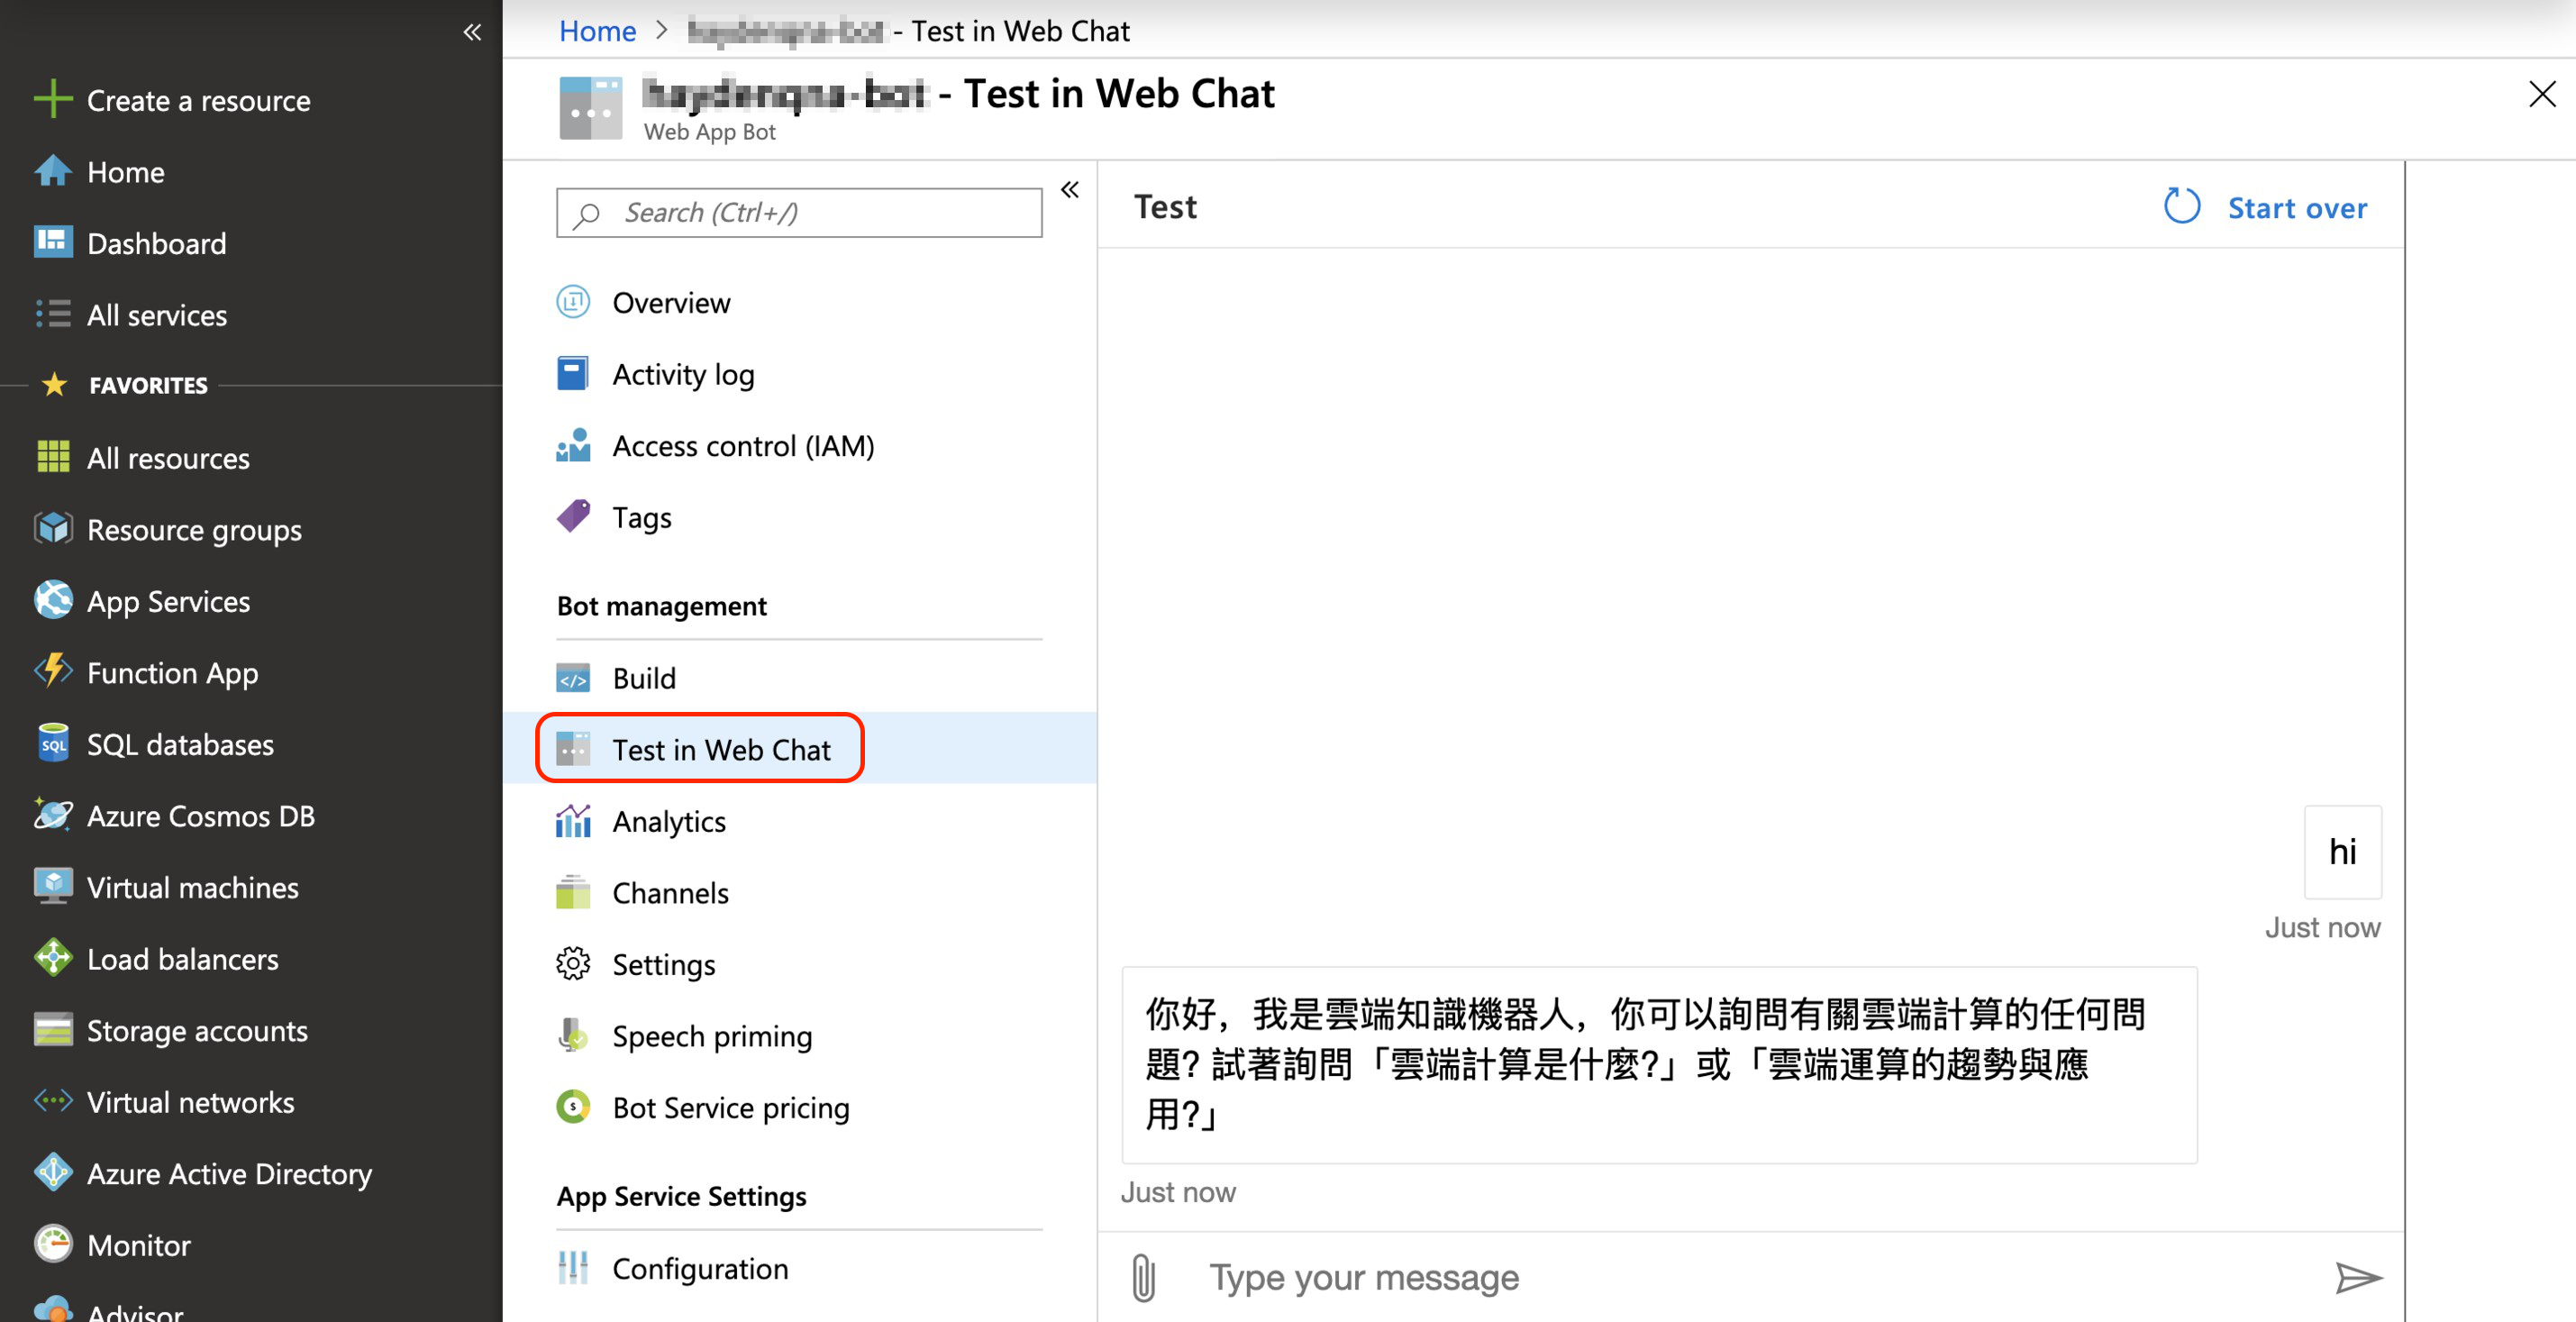 Create a resource
Home
Dashboard
All services
FAVORITES
All resources
Resource groups
App Services
Function App
SQL
SQL databases
Azure Cosmos DB
Virtual machines
Load balancers
Storage accounts
Virtual networks
Azure Active Directory
Monitor
Advisor
Home - Test in Web Chat
- Test in Web Chat
Web App Bot
Search (Ctrl+/)
Overview
Activity log
Access control (IAM)
Tags
Bot management
Build
Test in Web Chat
Analytics
Channels
Settings
Speech priming
Bot Service pricing
App Service Settings
Configuration
Test
Start over
hi
Just now
你好，我是雲端知識機器人，你可以詢問有關雲端計算的任何問
題? 試著詢問「雲端計算是什麼?」或「雲端運算的趨勢與應
用?」
Just now
Type your message